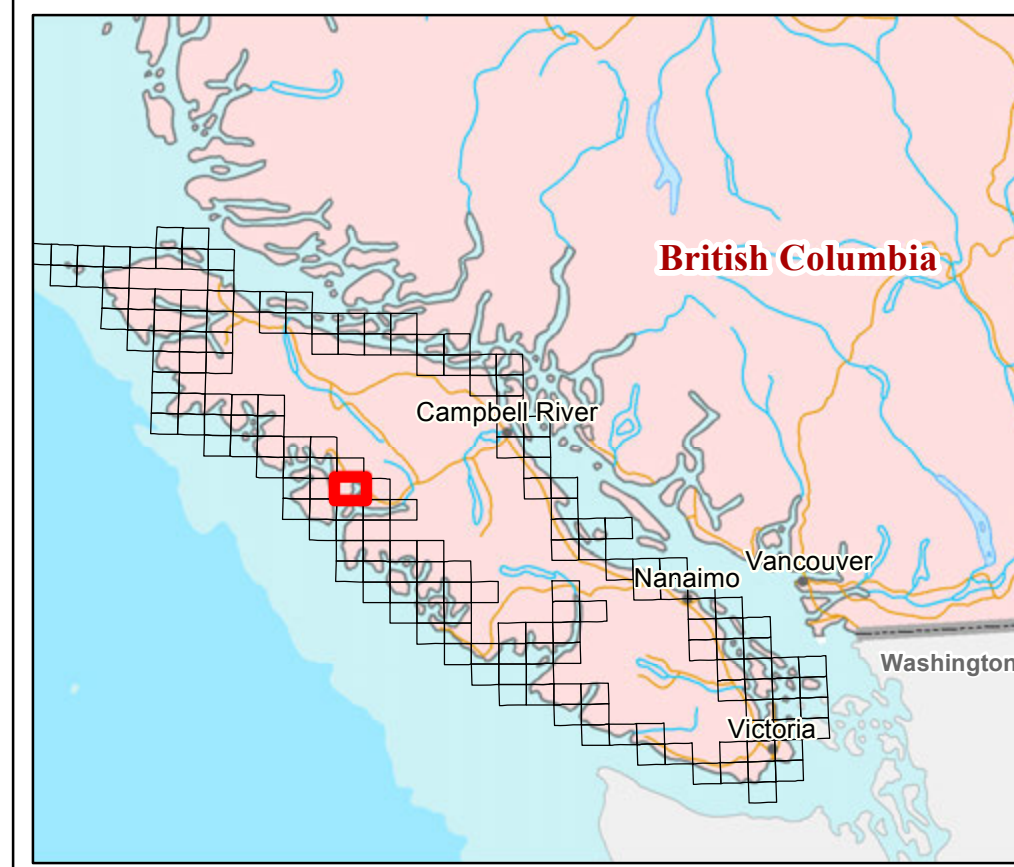 British Columbia
Campbell River
Vancouver
Nanaimo
Washington
Victoria